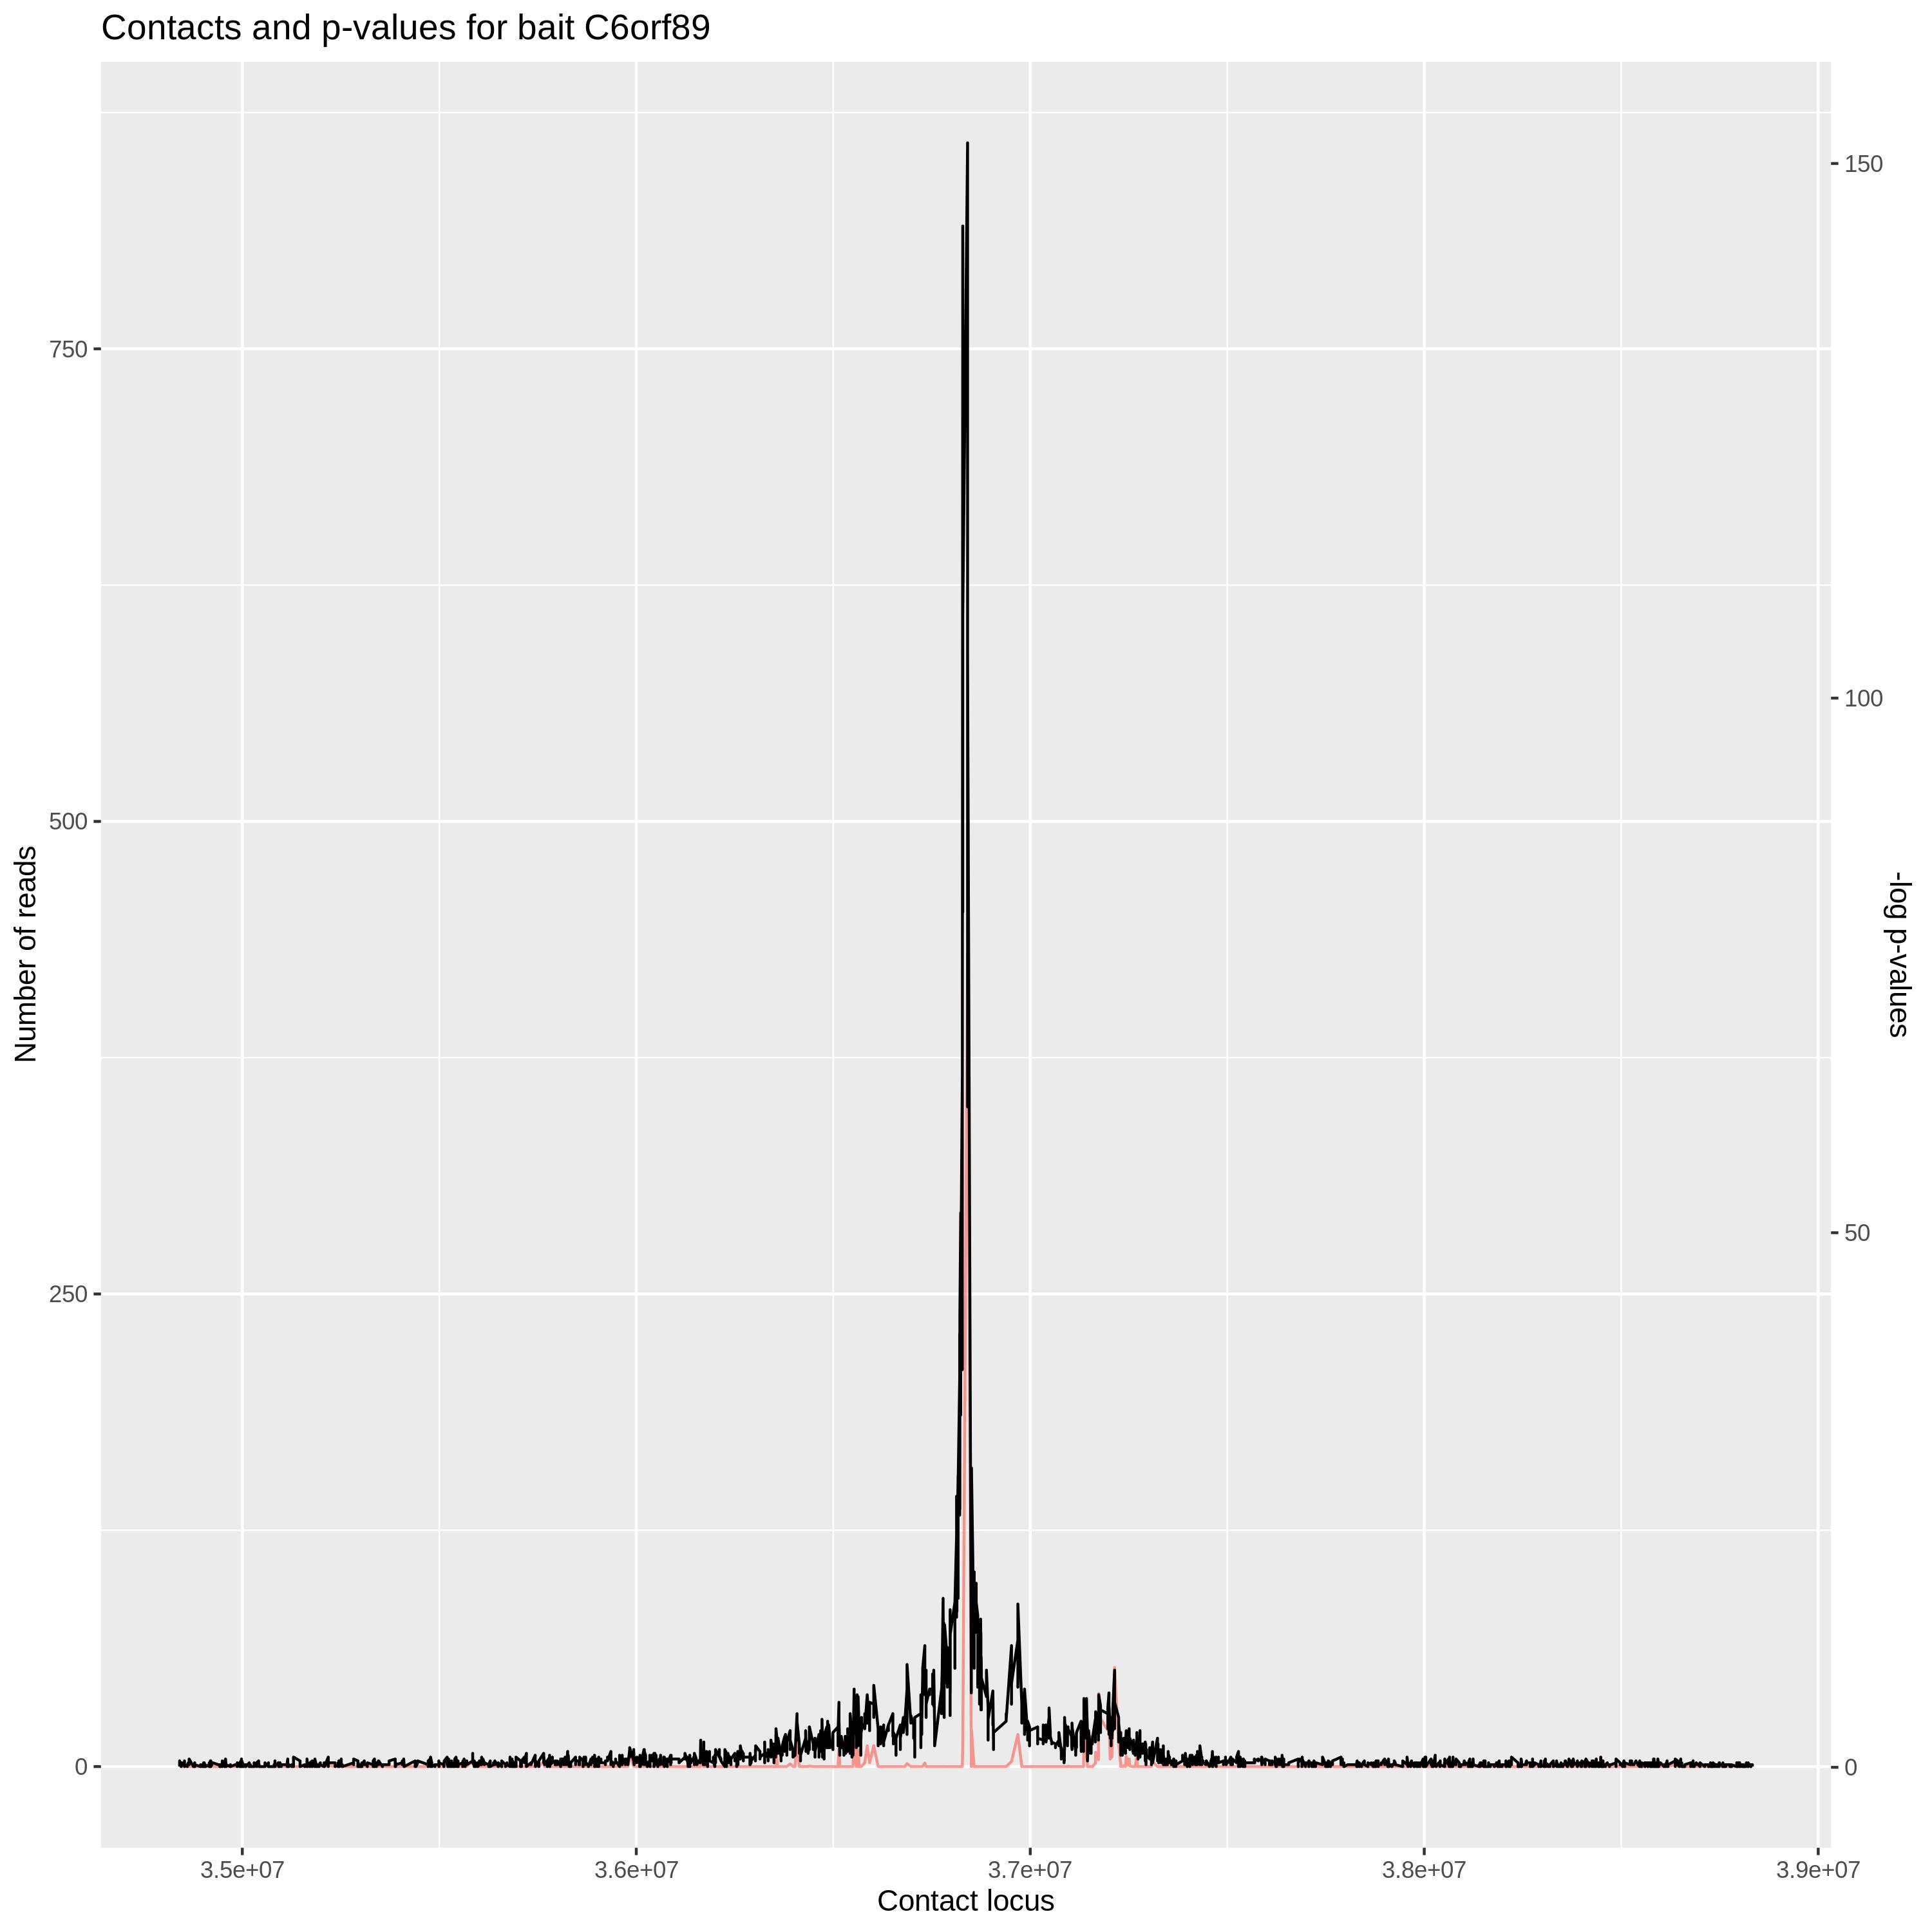 Contacts and p-values for bait C6orf89
150
750
100
500
Number of reads
-log p-values
50
250
0
0
3.5e+07
3.6e+07
3.7e+07
3.8e+07
3.9e+07
Contact locus